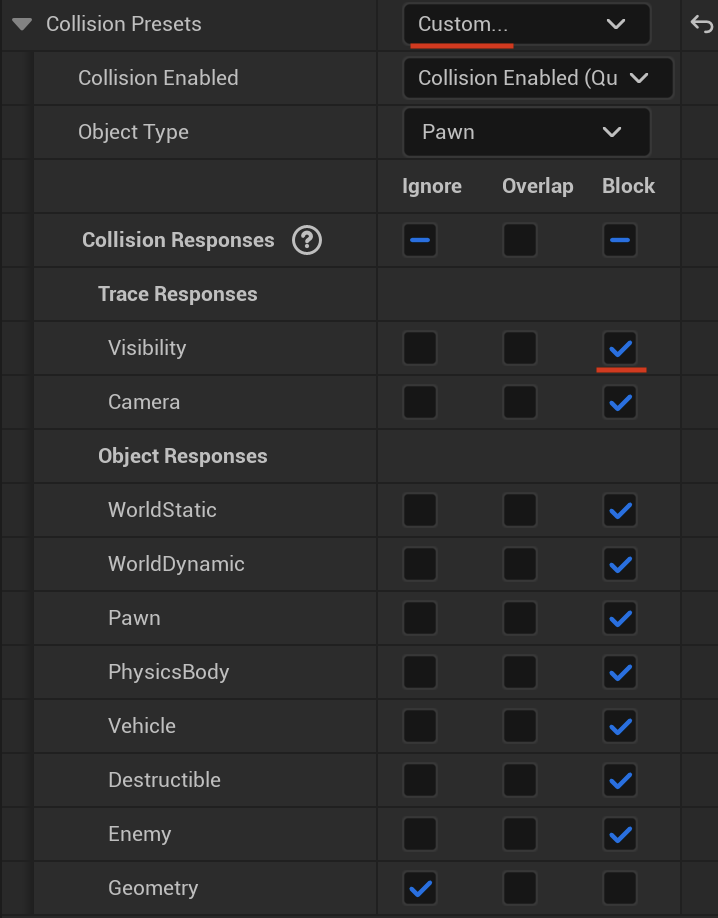 Collision Presets Custom...
Collision Enabled Collision Enabled (Qu
Object Type Pawn
Ignore Overlap Block
Collision Responses ?
Trace Responses
Visibility
Camera
Object Responses
WorldStatic
WorldDynamic
Pawn
PhysicsBody
Vehicle
Destructible
Enemy
Geometry